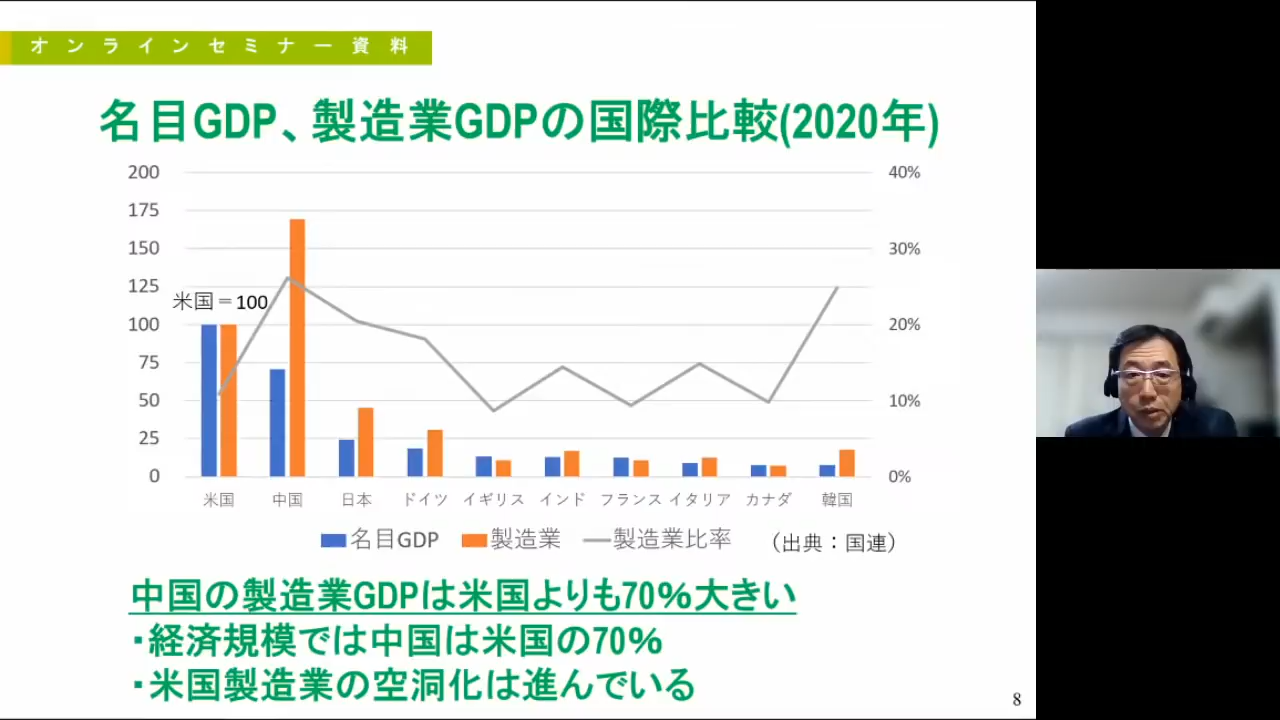 オンラインセミナー資料
名目GDP、製造業GDPの国際比較(2020年)
200
175
150
125
100
75
50
25
0
40%
30%
20%
10%
0%
米国＝100
米国 中国 日本 ドイツ イギリス インド フランス イタリア カナダ 韓国
名目GDP 製造業 製造業比率 （出典：国連）
中国の製造業GDPは米国よりも70%大きい
・経済規模では中国は米国の70%
・米国製造業の空洞化は進んでいる
8